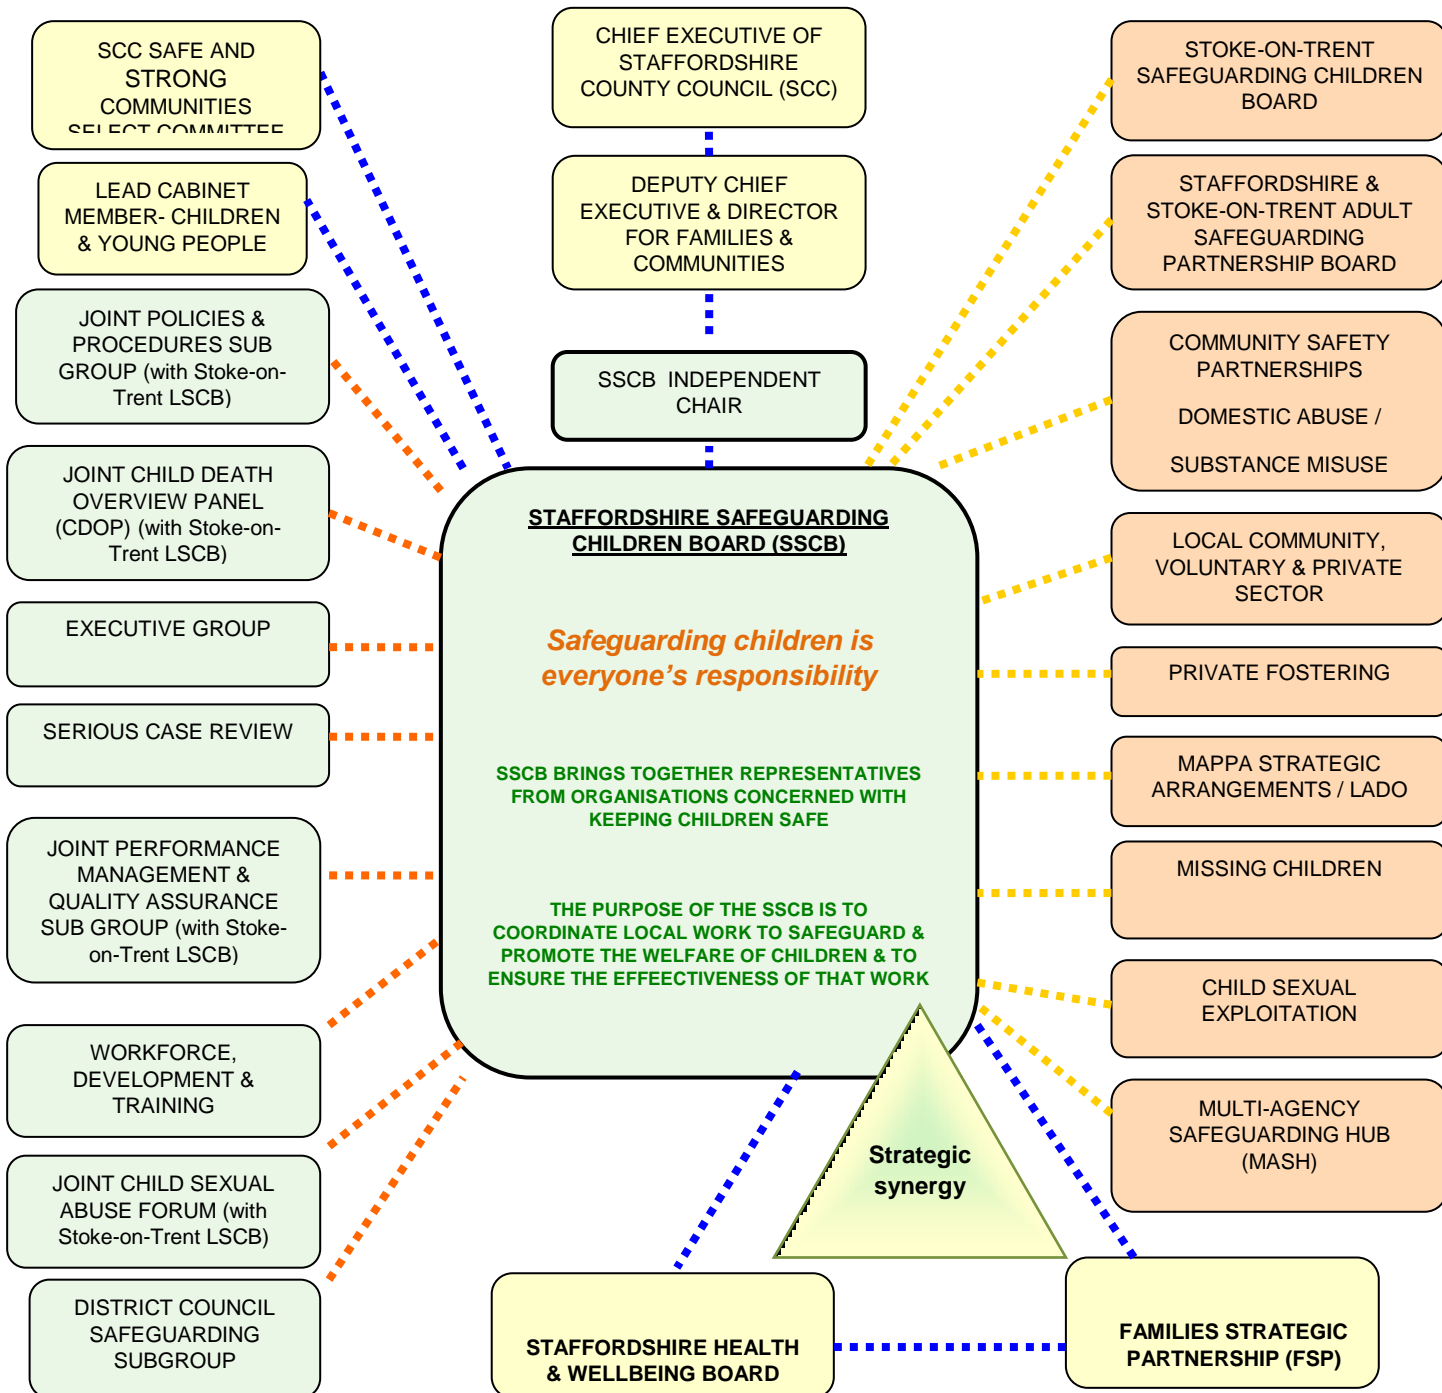 SCC SAFE AND
STRONG
COMMUNITIES
SELECT COMMITTEE
LEAD CABINET
MEMBER- CHILDREN
& YOUNG PEOPLE
JOINT POLICIES &
PROCEDURES SUB
GROUP (with Stoke-on-
Trent LSCB)
JOINT CHILD DEATH
OVERVIEW PANEL
(CDOP) (with Stoke-on-
Trent LSCB)
EXECUTIVE GROUP
SERIOUS CASE REVIEW
JOINT PERFORMANCE
MANAGEMENT &
QUALITY ASSURANCE
SUB GROUP (with Stoke-
on-Trent LSCB)
WORKFORCE,
DEVELOPMENT &
TRAINING
JOINT CHILD SEXUAL
ABUSE FORUM (with
Stoke-on-Trent LSCB)
DISTRICT COUNCIL
SAFEGUARDING
SUBGROUP
CHIEF EXECUTIVE OF
STAFFORDSHIRE
COUNTY COUNCIL (SCC)
DEPUTY CHIEF
EXECUTIVE & DIRECTOR
FOR FAMILIES &
COMMUNITIES
SSCB INDEPENDENT
CHAIR
STAFFORDSHIRE SAFEGUARDING
CHILDREN BOARD (SSCB)
Safeguarding children is
everyone’s responsibility
SSCB BRINGS TOGETHER REPRESENTATIVES
FROM ORGANISATIONS CONCERNED WITH
KEEPING CHILDREN SAFE
THE PURPOSE OF THE SSCB IS TO
COORDINATE LOCAL WORK TO SAFEGUARD &
PROMOTE THE WELFARE OF CHILDREN & TO
ENSURE THE EFFEECTIVENESS OF THAT WORK
Strategic
synergy
STAFFORDSHIRE HEALTH
& WELLBEING BOARD
FAMILIES STRATEGIC
PARTNERSHIP (FSP)
STOKE-ON-TRENT
SAFEGUARDING CHILDREN
BOARD
STAFFORDSHIRE &
STOKE-ON-TRENT ADULT
SAFEGUARDING
PARTNERSHIP BOARD
COMMUNITY SAFETY
PARTNERSHIPS
DOMESTIC ABUSE /
SUBSTANCE MISUSE
LOCAL COMMUNITY,
VOLUNTARY & PRIVATE
SECTOR
PRIVATE FOSTERING
MAPPA STRATEGIC
ARRANGEMENTS / LADO
MISSING CHILDREN
CHILD SEXUAL
EXPLOITATION
MULTI-AGENCY
SAFEGUARDING HUB
(MASH)